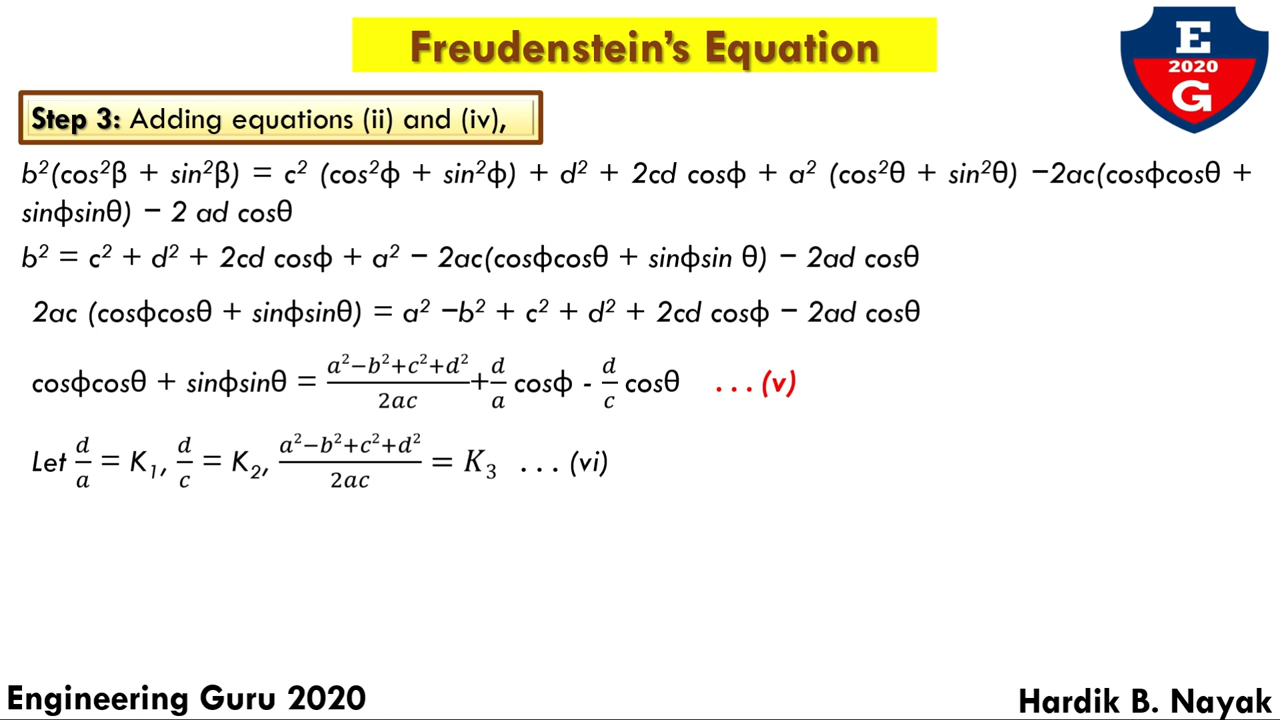 Freudenstein's Equation
E
2020
G
Step 3: Adding equations (ii) and (iv),
b²(cos²β + sin²β) = c² (cos²ϕ + sin²ϕ) + d² + 2cd cosϕ + a² (cos²θ + sin²θ) −2ac(cosϕcosθ +
sinϕsinθ) − 2 ad cosθ
b² = c² + d² + 2cd cosϕ + a² − 2ac(cosϕcosθ + sinϕsin θ) − 2ad cosθ
2ac (cosϕcosθ + sinϕsinθ) = a² −b² + c² + d² + 2cd cosϕ − 2ad cosθ
cosϕcosθ + sinϕsinθ = (a²−b²+c²+d²)/2ac + d/a cosϕ - d/c cosθ ...(v)
Let d/a = K₁, d/c = K₂, (a²−b²+c²+d²)/2ac = K₃ ...(vi)
Engineering Guru 2020
Hardik B. Nayak